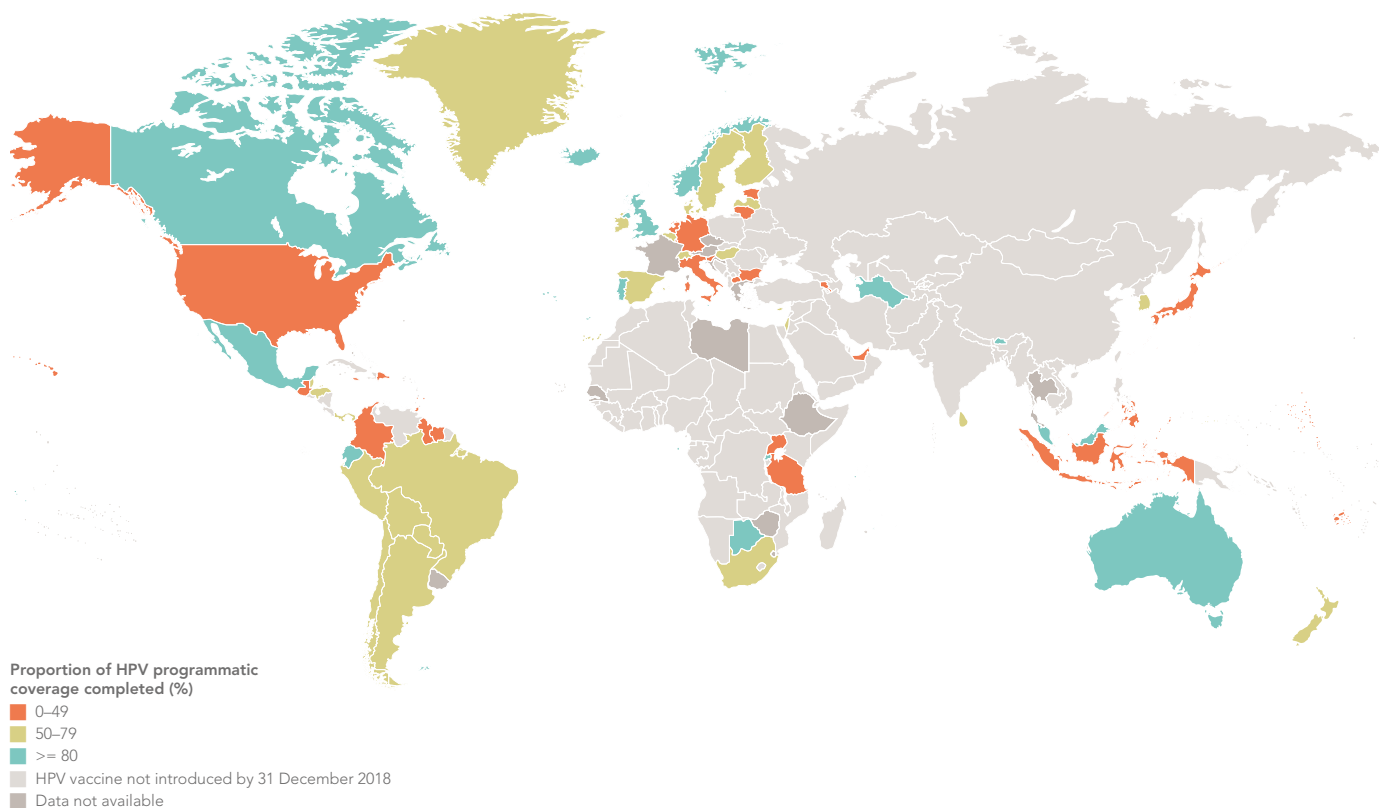 Proportion of HPV programmatic
coverage completed (%)
0–49
50–79
>= 80
HPV vaccine not introduced by 31 December 2018
Data not available